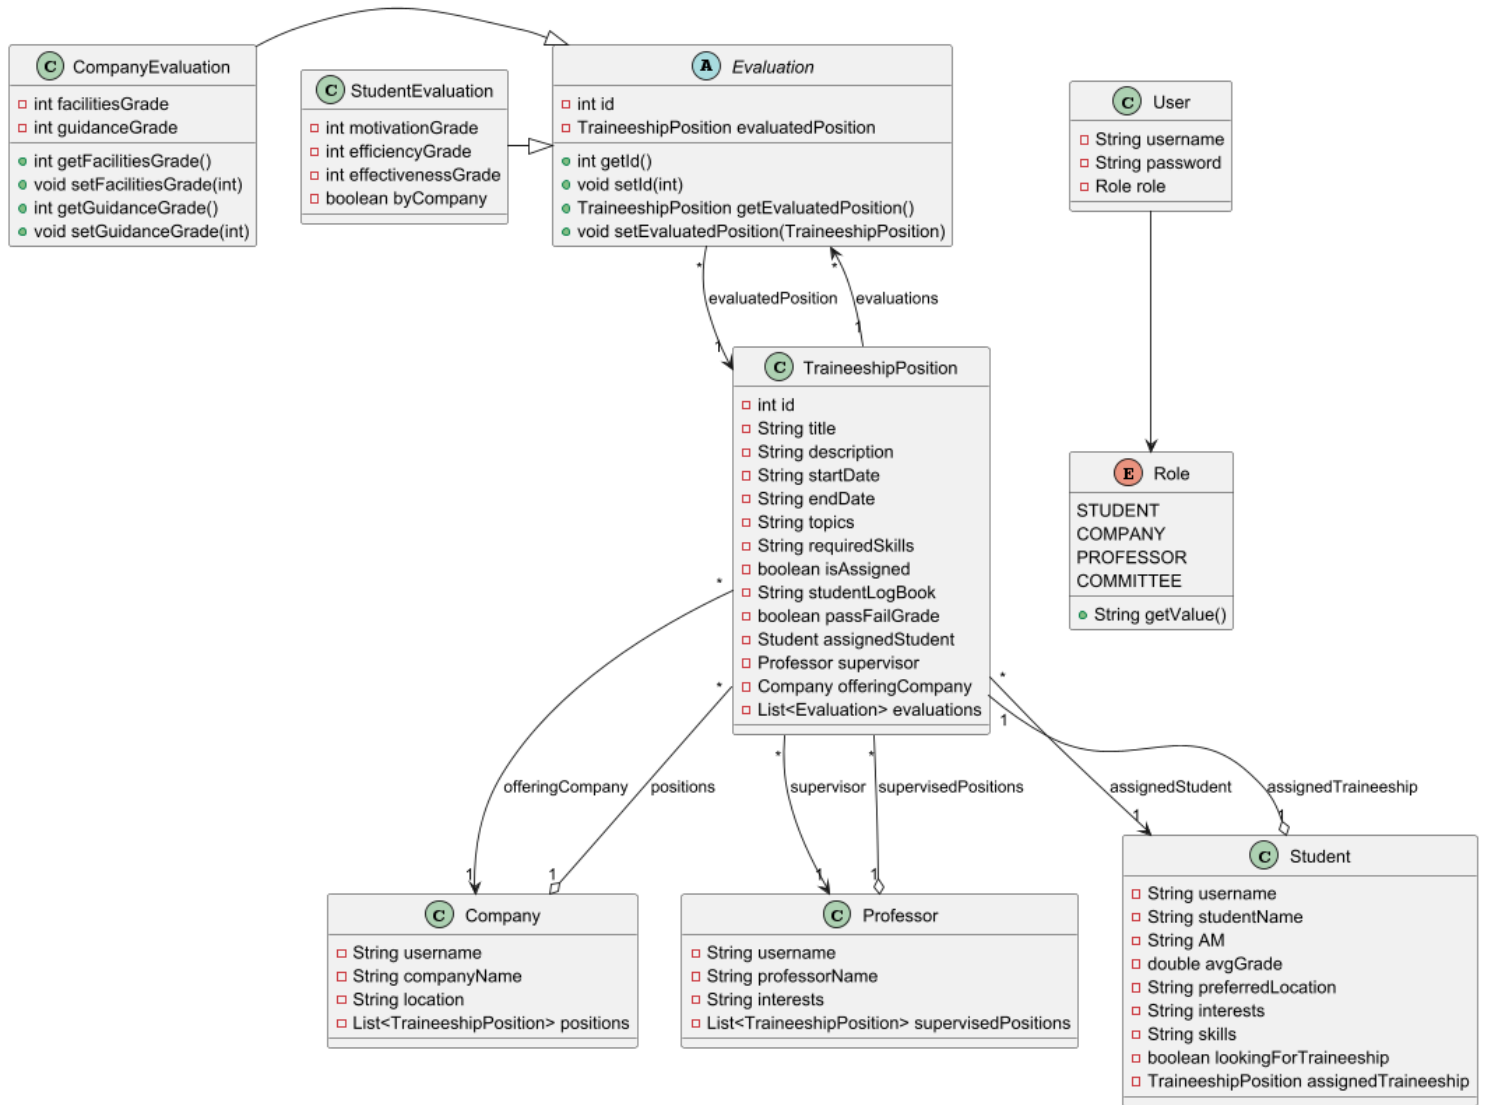 C CompanyEvaluation
int facilitiesGrade
int guidanceGrade
int getFacilitiesGrade()
void setFacilitiesGrade(int)
int getGuidanceGrade()
void setGuidanceGrade(int)
C StudentEvaluation
int motivationGrade
int efficiencyGrade
int effectivenessGrade
boolean byCompany
A Evaluation
int id
TraineeshipPosition evaluatedPosition
int getId()
void setId(int)
TraineeshipPosition getEvaluatedPosition()
void setEvaluatedPosition(TraineeshipPosition)
C User
String username
String password
Role role
*
*
evaluatedPosition
evaluations
1
1
C TraineeshipPosition
int id
String title
String description
String startDate
String endDate
String topics
String requiredSkills
boolean isAssigned
String studentLogBook
boolean passFailGrade
Student assignedStudent
Professor supervisor
Company offeringCompany
List<Evaluation> evaluations
E Role
STUDENT
COMPANY
PROFESSOR
COMMITTEE
String getValue()
*
*
*
1
*
*
offeringCompany
positions
supervisor
supervisedPositions
assignedStudent
assignedTraineeship
1
1
1
1
1
1
C Company
String username
String companyName
String location
List<TraineeshipPosition> positions
C Professor
String username
String professorName
String interests
List<TraineeshipPosition> supervisedPositions
C Student
String username
String studentName
String AM
double avgGrade
String preferredLocation
String interests
String skills
boolean lookingForTraineeship
TraineeshipPosition assignedTraineeship